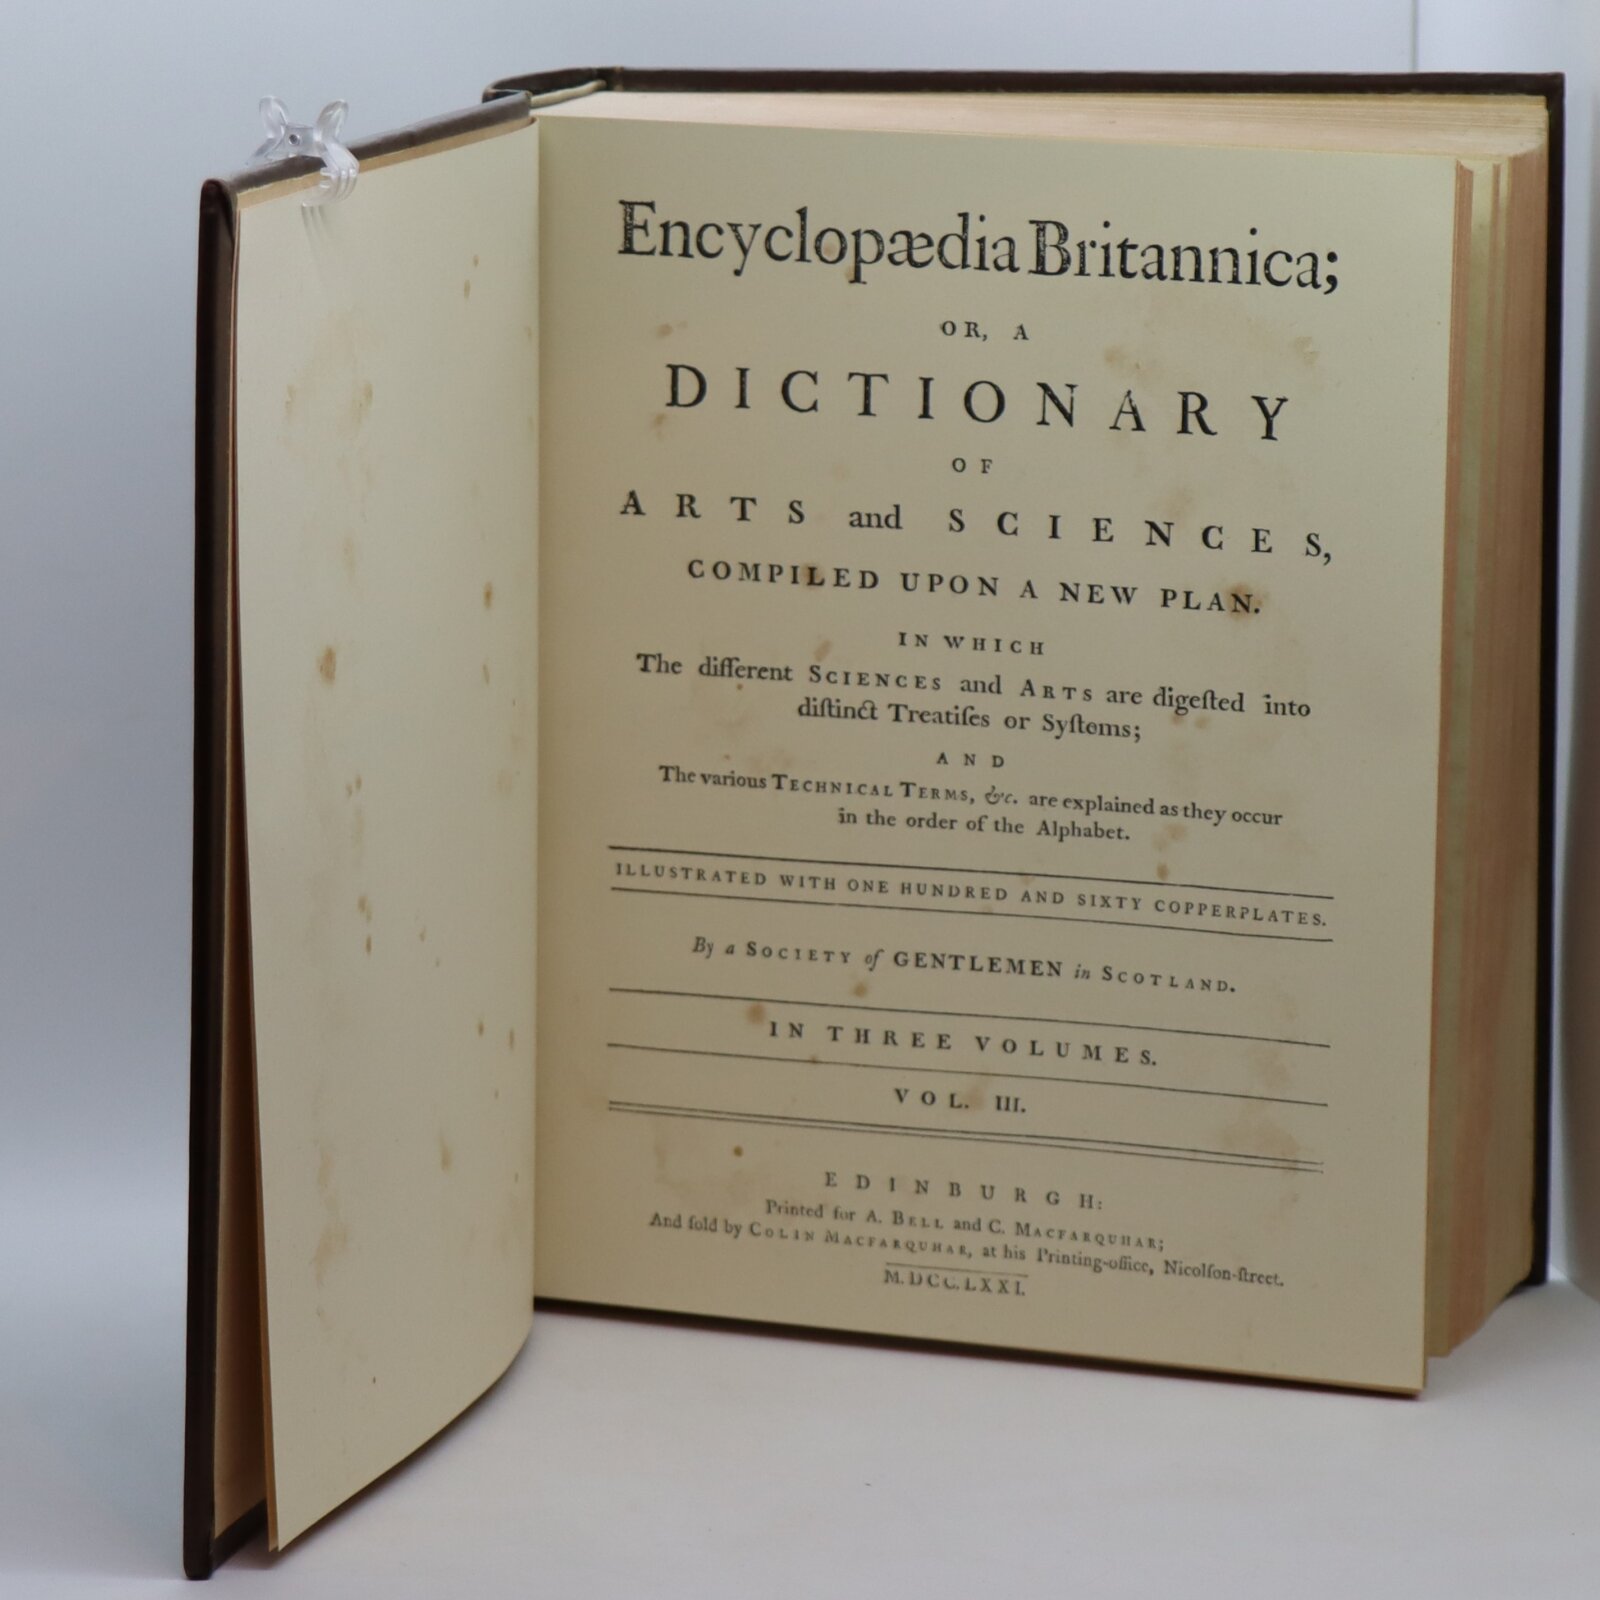 Encyclopædia Britannica;
OR, A
DICTIONARY
OF
ARTS and SCIENCES,
COMPILED UPON A NEW PLAN.
IN WHICH
The different SCIENCES and ARTS are digeſted into
diſtinct Treatiſes or Syſtems;
AND
The various TECHNICAL TERMS, &c. are explained as they occur
in the order of the Alphabet.
ILLUSTRATED WITH ONE HUNDRED AND SIXTY COPPERPLATES.
By a SOCIETY of GENTLEMEN in SCOTLAND.
IN THREE VOLUMES.
VOL. III.
EDINBURGH:
Printed for A. BELL and C. MACFARQUHAR;
And ſold by COLIN MACFARQUHAR, at his Printing-office, Nicolſon-ſtreet.
M.DCC.LXXI.